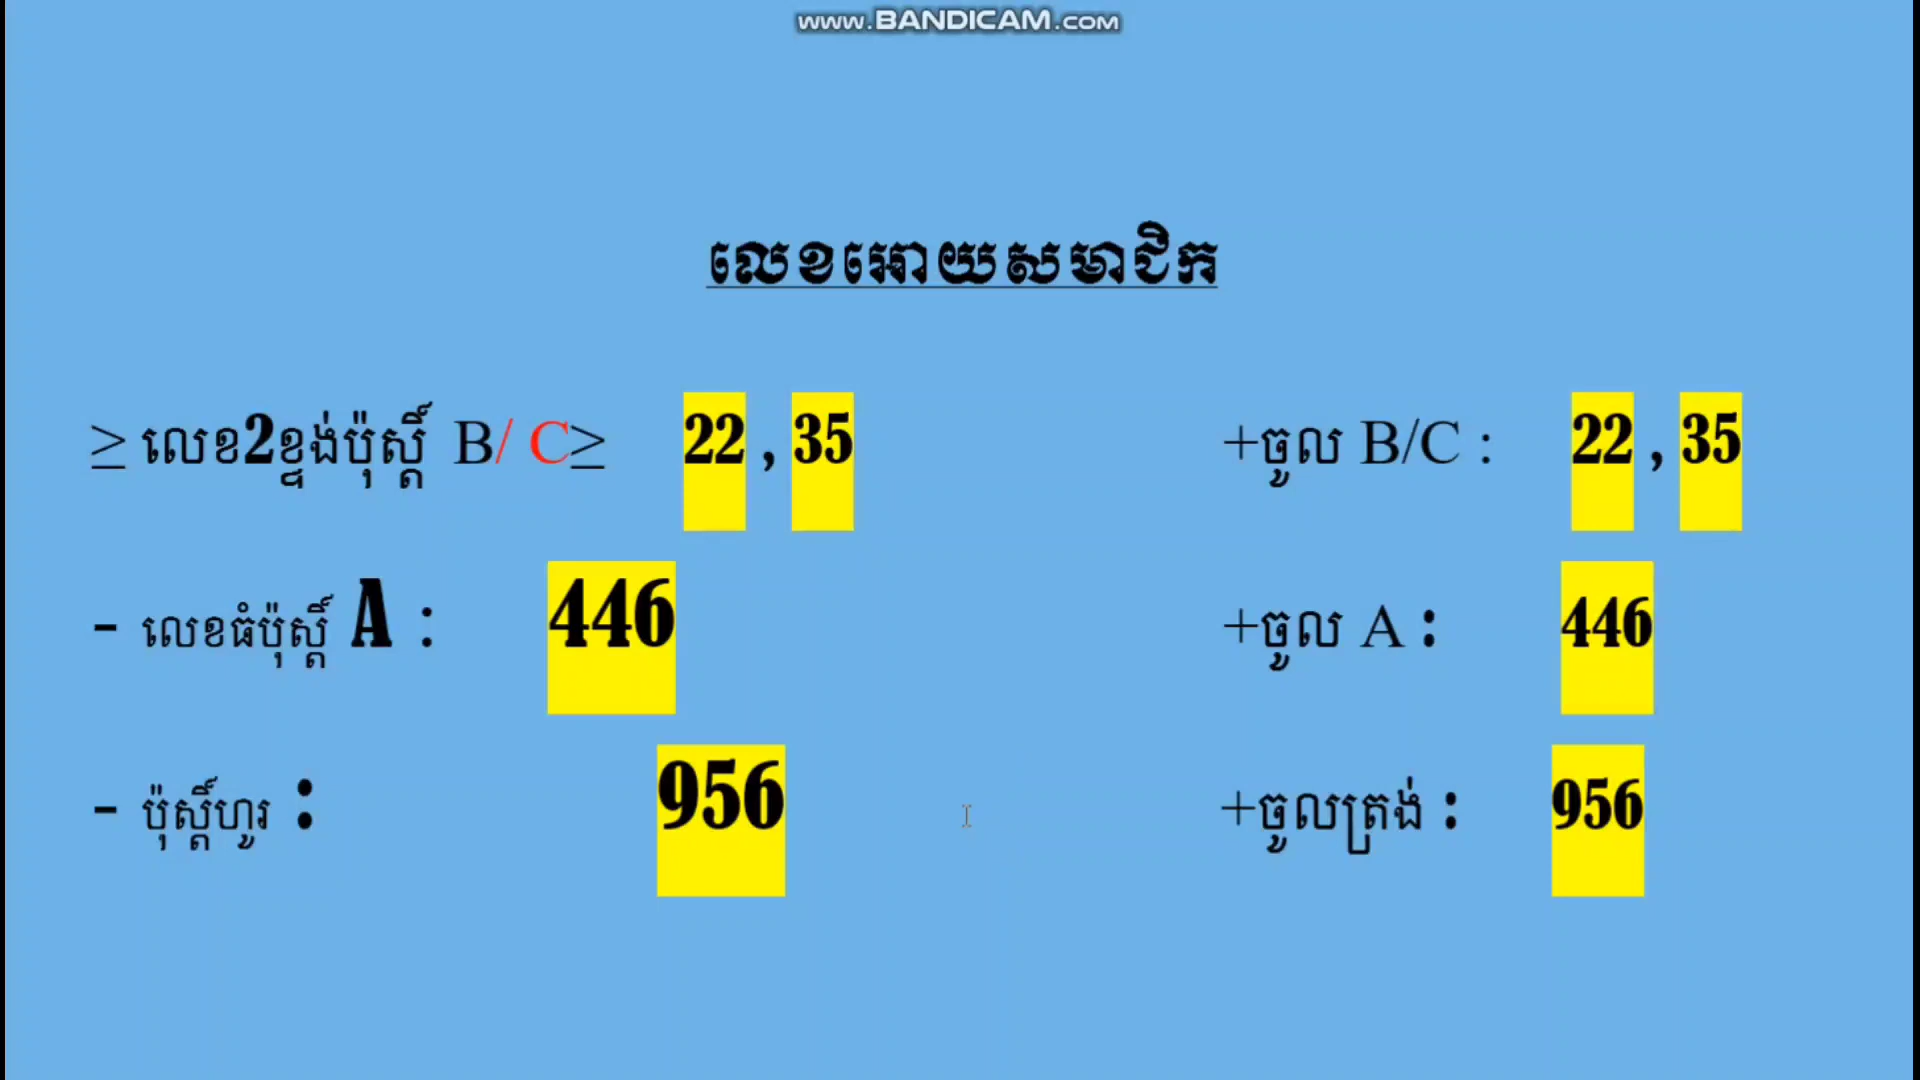 www.BANDICAM.com
លេខអោយសមាជិក
≥ លេខ2ខ្ទង់ប៉ុស្តិ៍ B/ C≥ 22 , 35 +ចូល B/C : 22 , 35
- លេខធំប៉ុស្តិ៍ A : 446 +ចូល A : 446
- ប៉ុស្តិ៍ហ្គូរ : 956 +ចូលត្រង់ : 956